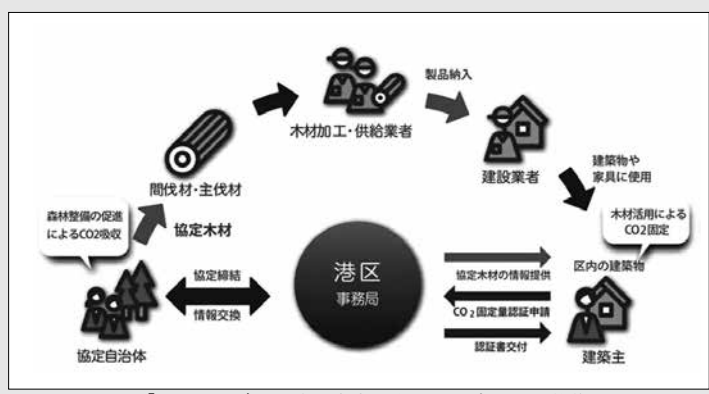 木材加工・供給業者
製品納入
建設業者
建築物や
家具に使用
間伐材・主伐材
協定木材
森林整備の促進
によるCO2吸収
木材活用による
CO2固定
区内の建築物
港区
事務局
協定締結
情報交換
協定木材の情報提供
CO2固定量認証申請
認証書交付
協定自治体
建築主